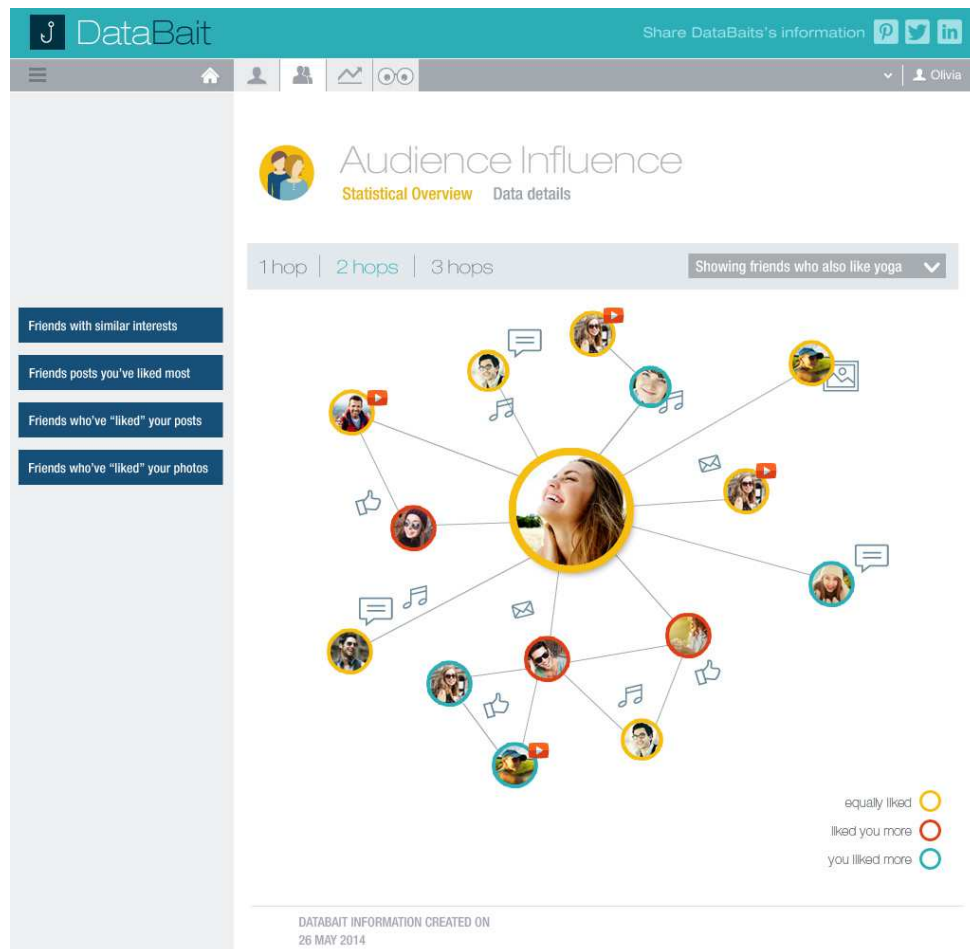 DataBait
Share DataBaits's information
Olivia
Audience Influence
Statistical Overview Data details
1 hop | 2 hops | 3 hops
Showing friends who also like yoga
Friends with similar interests
Friends posts you've liked most
Friends who've "liked" your posts
Friends who've "liked" your photos
equally liked
liked you more
you lliked more
DATABAIT INFORMATION CREATED ON
26 MAY 2014